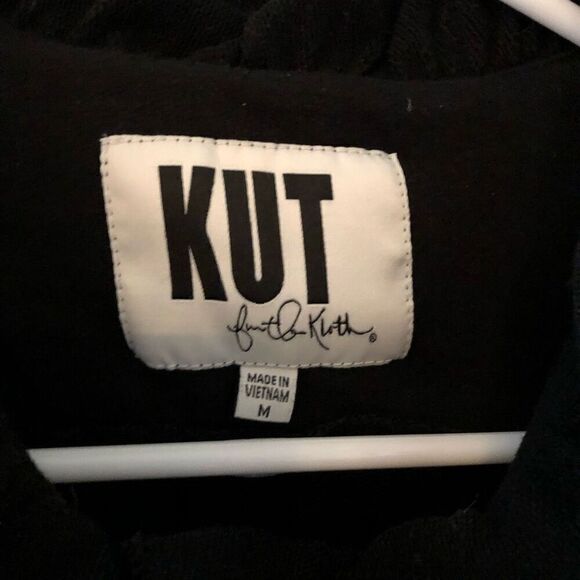 KUT
from the Kloth®
MADE IN
VIETNAM
M